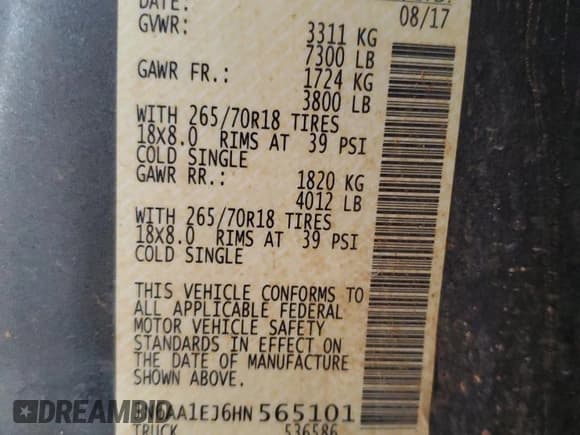 DATE: 08/17
GVWR: 3311 KG
7300 LB
GAWR FR.: 1724 KG
3800 LB
WITH 265/70R18 TIRES
18X8.0 RIMS AT 39 PSI
COLD SINGLE
GAWR RR.: 1820 KG
4012 LB
WITH 265/70R18 TIRES
18X8.0 RIMS AT 39 PSI
COLD SINGLE
THIS VEHICLE CONFORMS TO
ALL APPLICABLE FEDERAL
MOTOR VEHICLE SAFETY
STANDARDS IN EFFECT ON
THE DATE OF MANUFACTURE
SHOWN ABOVE.
1N6AA1EJ6HN565101
DREAMBID
TRUCK 536586